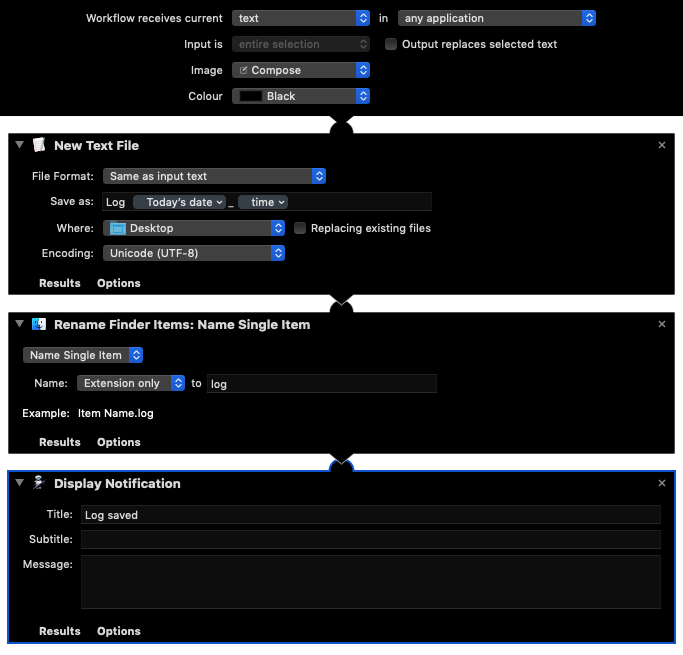 Workflow receives current text in any application
Input is entire selection Output replaces selected text
Image Compose
Colour Black
New Text File
File Format: Same as input text
Save as: Log Today's date _ time
Where: Desktop Replacing existing files
Encoding: Unicode (UTF-8)
Results Options
Rename Finder Items: Name Single Item
Name Single Item
Name: Extension only to log
Example: Item Name.log
Results Options
Display Notification
Title: Log saved
Subtitle:
Message:
Results Options